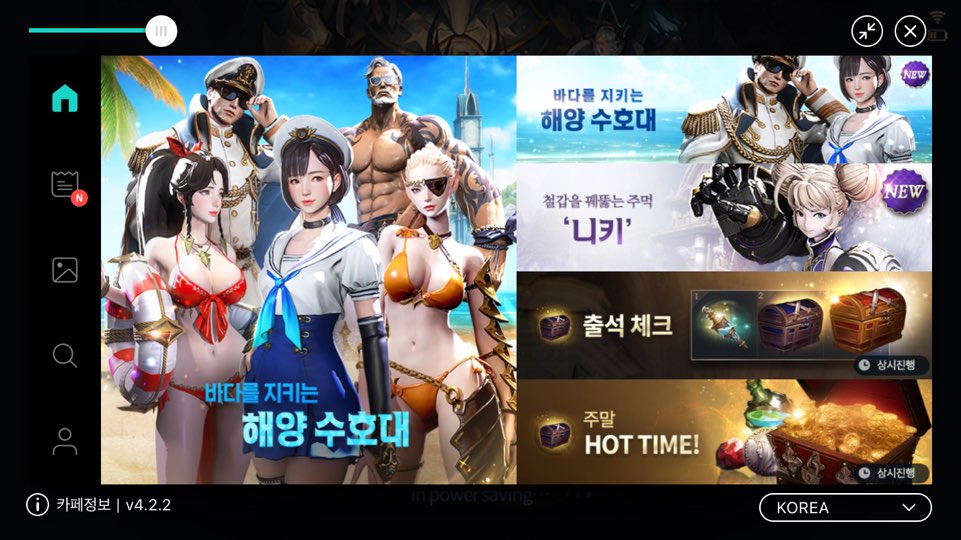 바다를 지키는
해양 수호대
바다를 지키는
해양 수호대
NEW
철갑을 꿰뚫는 주먹
'니키'
NEW
출석 체크
1
2
상시진행
주말
HOT TIME!
상시진행
N
카페정보 | v4.2.2
in power saving...
KOREA